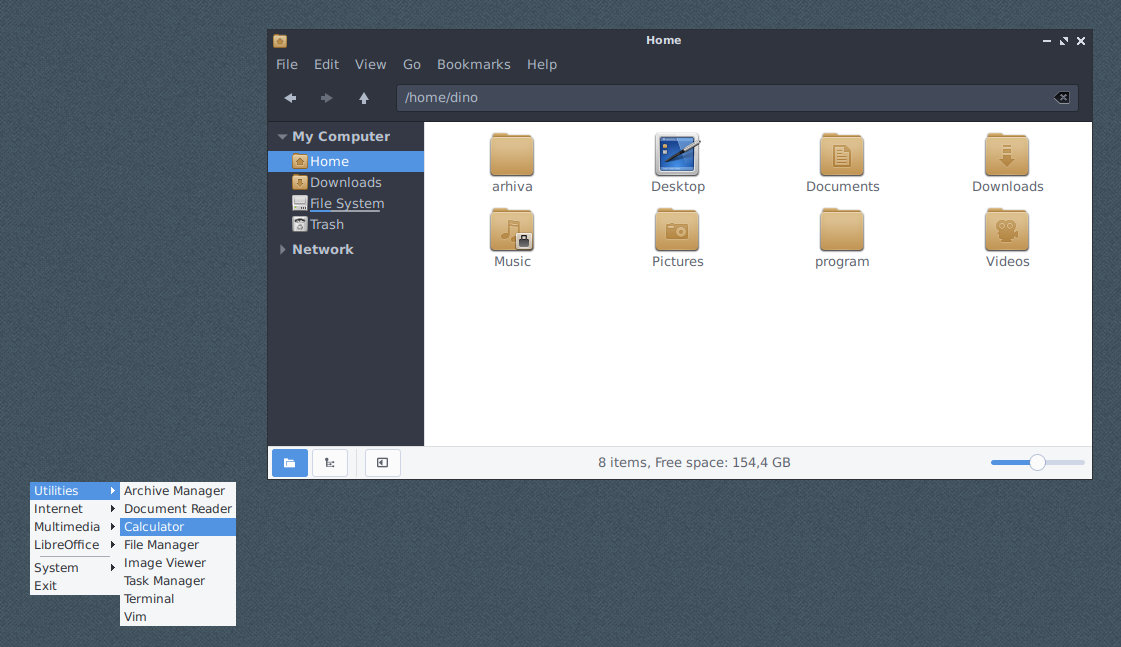 Home
File Edit View Go Bookmarks Help
/home/dino
My Computer
Home
Downloads
File System
Trash
Network
arhiva Desktop Documents Downloads
Music Pictures program Videos
8 items, Free space: 154,4 GB
Utilities
Internet
Multimedia
LibreOffice
System
Exit
Archive Manager
Document Reader
Calculator
File Manager
Image Viewer
Task Manager
Terminal
Vim